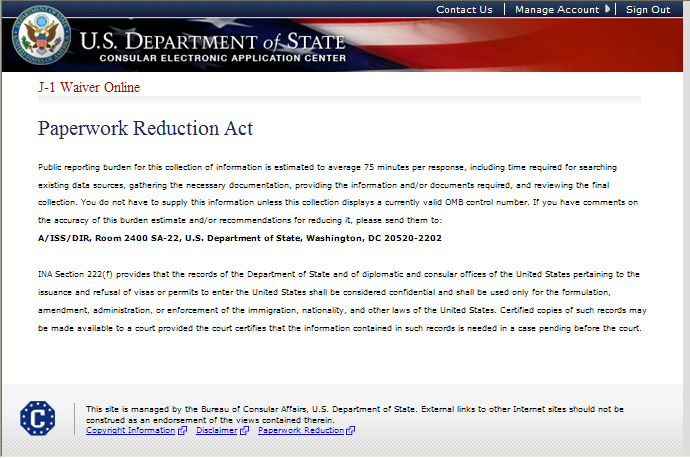 Contact Us | Manage Account | Sign Out
U.S. DEPARTMENT of STATE
CONSULAR ELECTRONIC APPLICATION CENTER
J-1 Waiver Online
Paperwork Reduction Act
Public reporting burden for this collection of information is estimated to average 75 minutes per response, including time required for searching
existing data sources, gathering the necessary documentation, providing the information and/or documents required, and reviewing the final
collection. You do not have to supply this information unless this collection displays a currently valid OMB control number. If you have comments on
the accuracy of this burden estimate and/or recommendations for reducing it, please send them to:
A/ISS/DIR, Room 2400 SA-22, U.S. Department of State, Washington, DC 20520-2202
INA Section 222(f) provides that the records of the Department of State and of diplomatic and consular offices of the United States pertaining to the
issuance and refusal of visas or permits to enter the United States shall be considered confidential and shall be used only for the formulation,
amendment, administration, or enforcement of the immigration, nationality, and other laws of the United States. Certified copies of such records may
be made available to a court provided the court certifies that the information contained in such records is needed in a case pending before the court.
C
This site is managed by the Bureau of Consular Affairs, U.S. Department of State. External links to other Internet sites should not be
construed as an endorsement of the views contained therein.
Copyright Information Disclaimer Paperwork Reduction